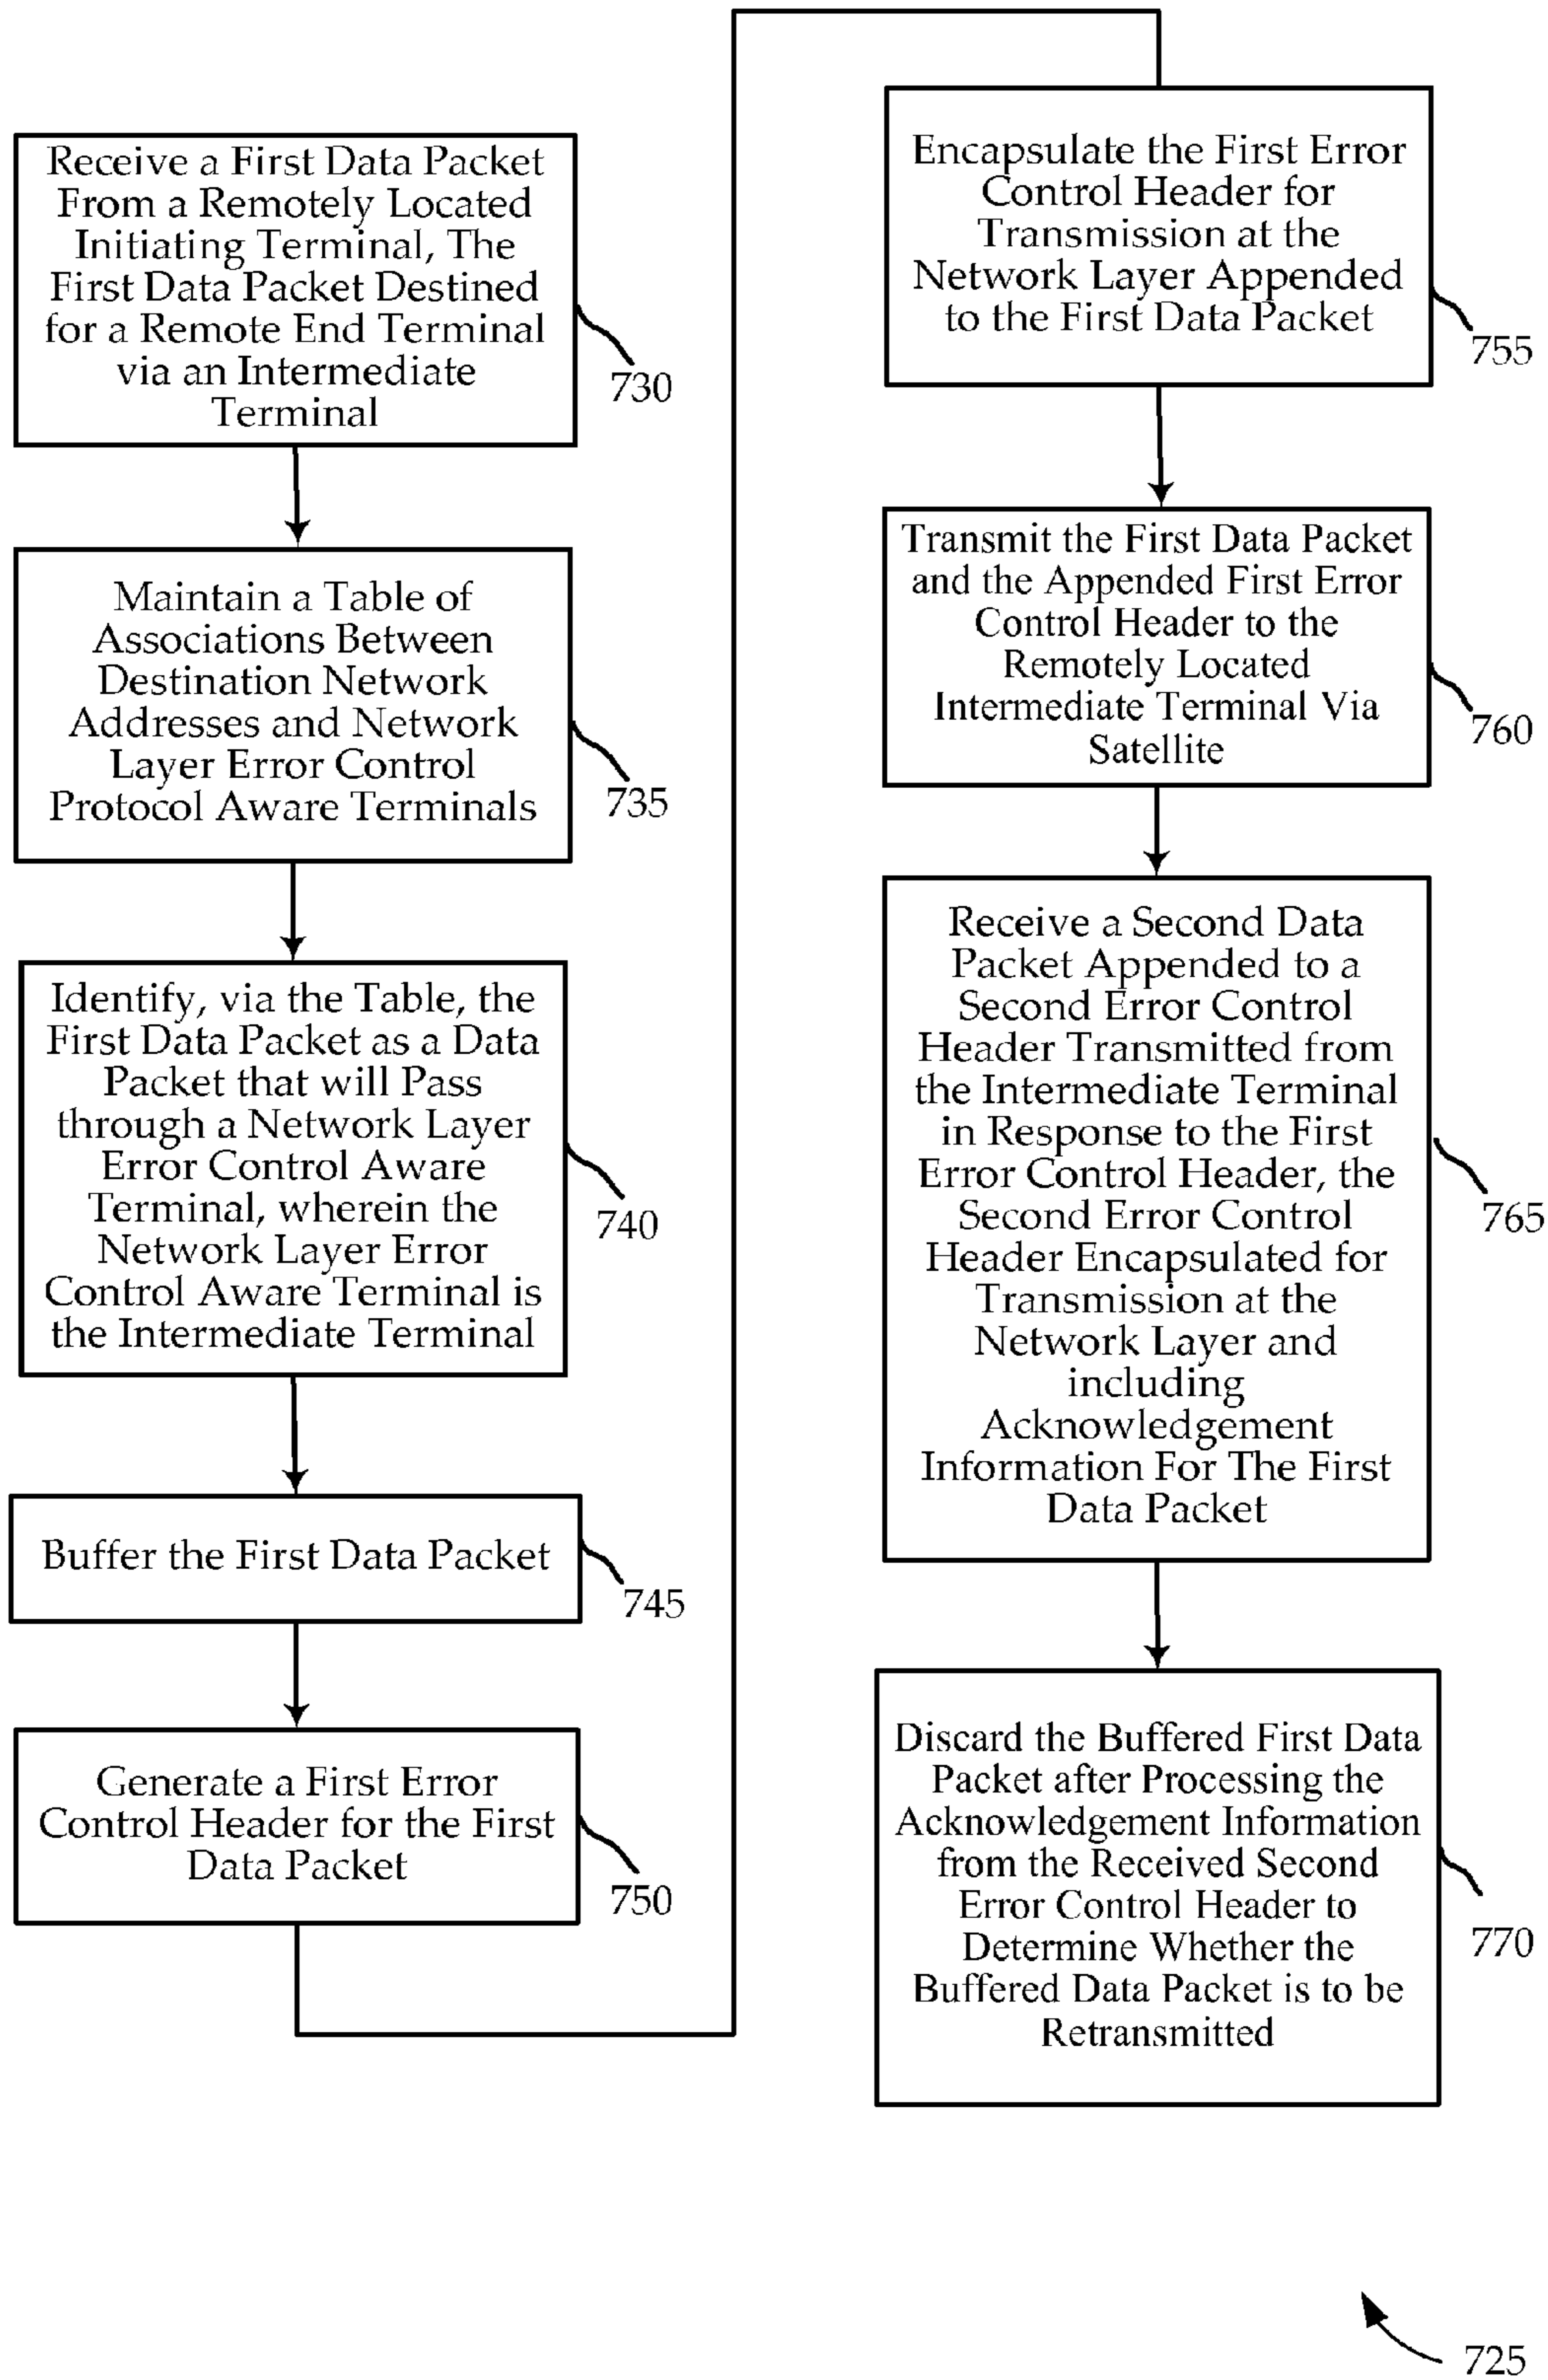 Receive a First Data Packet
From a Remotely Located
Initiating Terminal, The
First Data Packet Destined
for a Remote End Terminal
via an Intermediate
Terminal
730
Maintain a Table of
Associations Between
Destination Network
Addresses and Network
Layer Error Control
Protocol Aware Terminals
735
Identify, via the Table, the
First Data Packet as a Data
Packet that will Pass
through a Network Layer
Error Control Aware
Terminal, wherein the
Network Layer Error
Control Aware Terminal is
the Intermediate Terminal
740
Buffer the First Data Packet
745
Generate a First Error
Control Header for the First
Data Packet
750
Encapsulate the First Error
Control Header for
Transmission at the
Network Layer Appended
to the First Data Packet
755
Transmit the First Data Packet
and the Appended First Error
Control Header to the
Remotely Located
Intermediate Terminal Via
Satellite
760
Receive a Second Data
Packet Appended to a
Second Error Control
Header Transmitted from
the Intermediate Terminal
in Response to the First
Error Control Header, the
Second Error Control
Header Encapsulated for
Transmission at the
Network Layer and
including
Acknowledgement
Information For The First
Data Packet
765
Discard the Buffered First Data
Packet after Processing the
Acknowledgement Information
from the Received Second
Error Control Header to
Determine Whether the
Buffered Data Packet is to be
Retransmitted
770
725